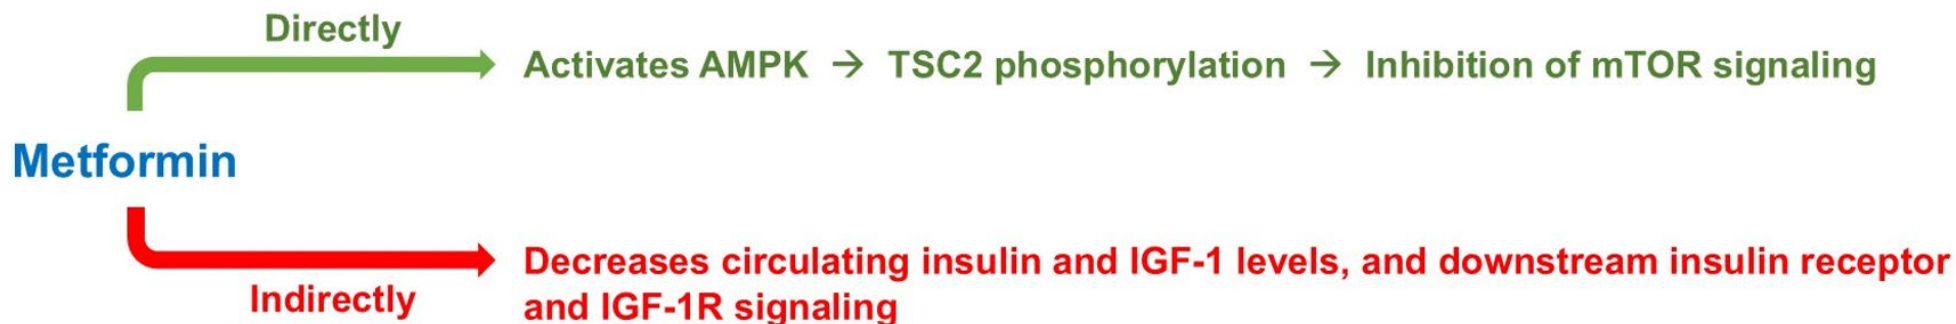 Directly
Activates AMPK → TSC2 phosphorylation → Inhibition of mTOR signaling
Metformin
Decreases circulating insulin and IGF-1 levels, and downstream insulin receptor
and IGF-1R signaling
Indirectly